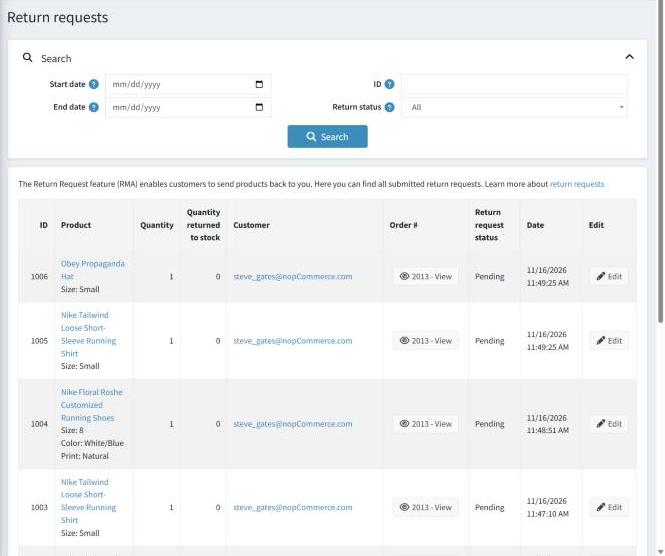 Return requests
Search
Start date ? mm/dd/yyyy ID ?
End date ? mm/dd/yyyy Return status ? All
Search
The Return Request feature (RMA) enables customers to send products back to you. Here you can find all submitted return requests. Learn more about return requests
ID Product Quantity Quantity returned to stock Customer Order # Return request status Date Edit
1006 Obey Propaganda Hat Size: Small 1 0 steve_gates@nopCommerce.com 2013 - View Pending 11/16/2026 11:49:25 AM Edit
1005 Nike Tailwind Loose Short-Sleeve Running Shirt Size: Small 1 0 steve_gates@nopCommerce.com 2013 - View Pending 11/16/2026 11:49:25 AM Edit
1004 Nike Floral Roshe Customized Running Shoes Size: 8 Color: White/Blue Print: Natural 1 0 steve_gates@nopCommerce.com 2013 - View Pending 11/16/2026 11:48:51 AM Edit
1003 Nike Tailwind Loose Short-Sleeve Running Shirt Size: Small 1 0 steve_gates@nopCommerce.com 2013 - View Pending 11/16/2026 11:47:10 AM Edit